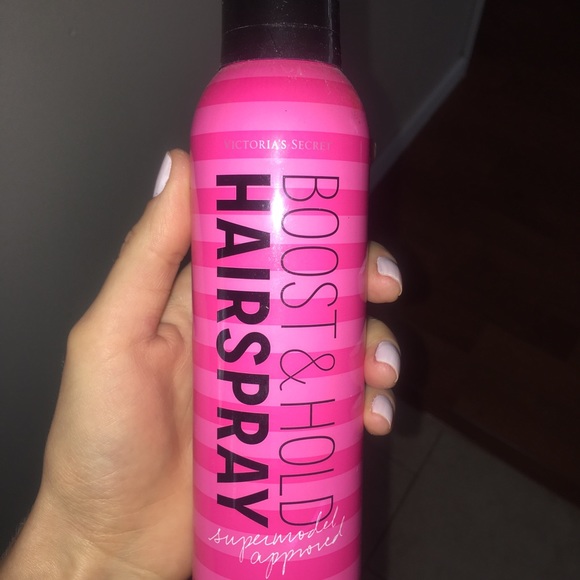 VICTORIA'S SECRET
BOOST & HOLD
HAIRSPRAY
supermodel
approved